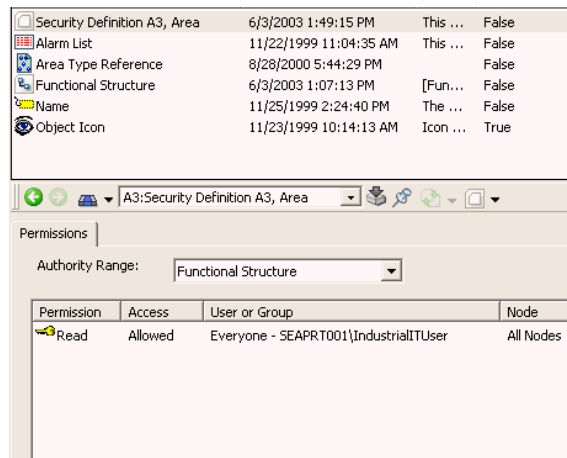 Security Definition A3, Area 6/3/2003 1:49:15 PM This ... False
Alarm List 11/22/1999 11:04:35 AM This ... False
Area Type Reference 8/28/2000 5:44:29 PM False
Functional Structure 6/3/2003 1:07:13 PM [Fun... False
Name 11/25/1999 2:24:40 PM The ... False
Object Icon 11/23/1999 10:14:13 AM Icon ... True
A3:Security Definition A3, Area
Permissions
Authority Range: Functional Structure
Permission Access User or Group Node
Read Allowed Everyone - SEAPRT001\IndustrialITUser All Nodes